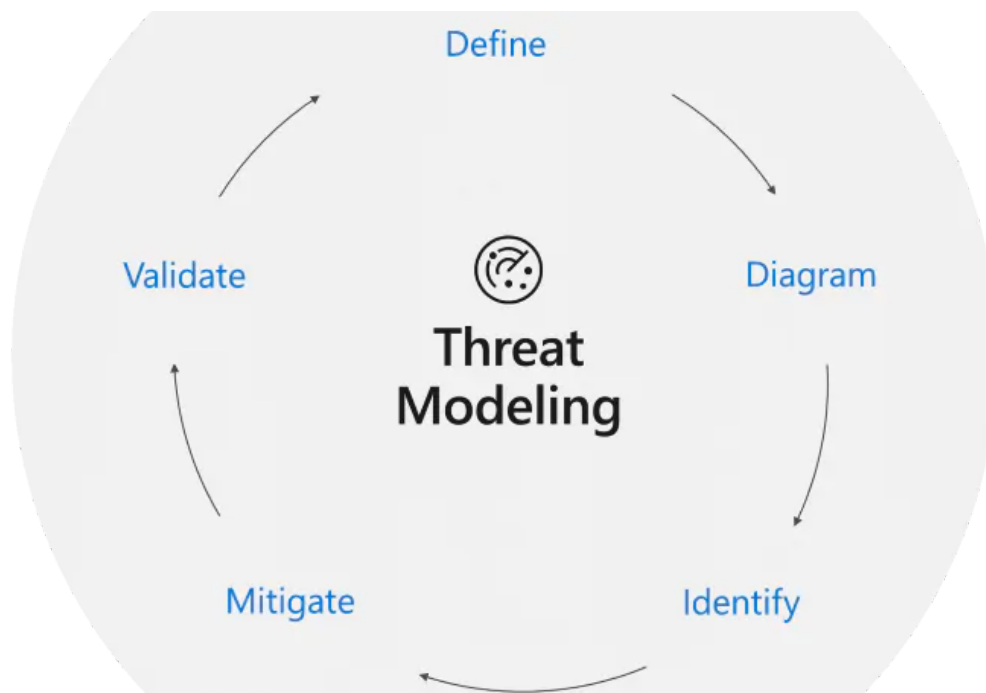 Define
Validate
Diagram
Threat
Modeling
Mitigate
Identify